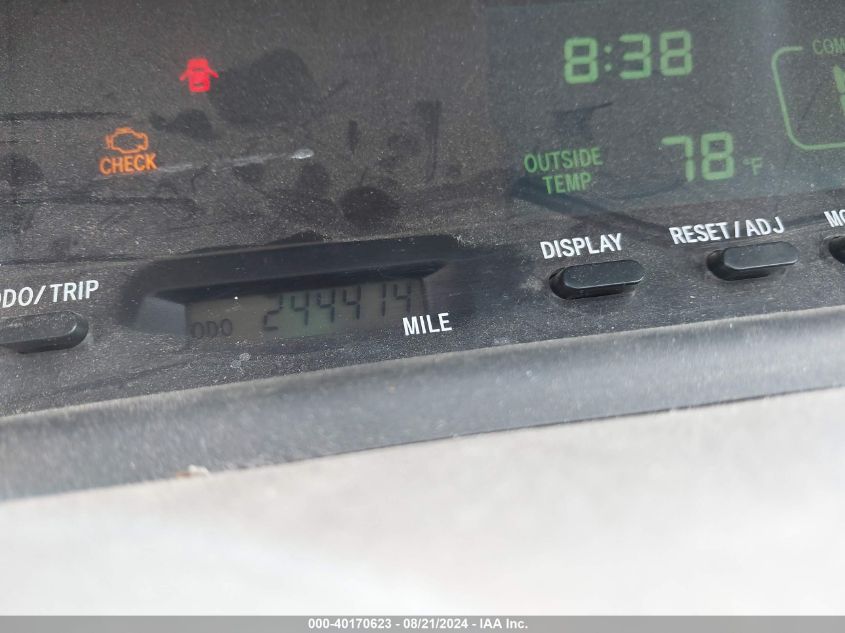 8:38
COM
CHECK
OUTSIDE
TEMP
78 °F
DISPLAY
RESET/ADJ
MO
ODO/TRIP
ODO 244414
MILE
000-40170623 - 08/21/2024 - IAA Inc.